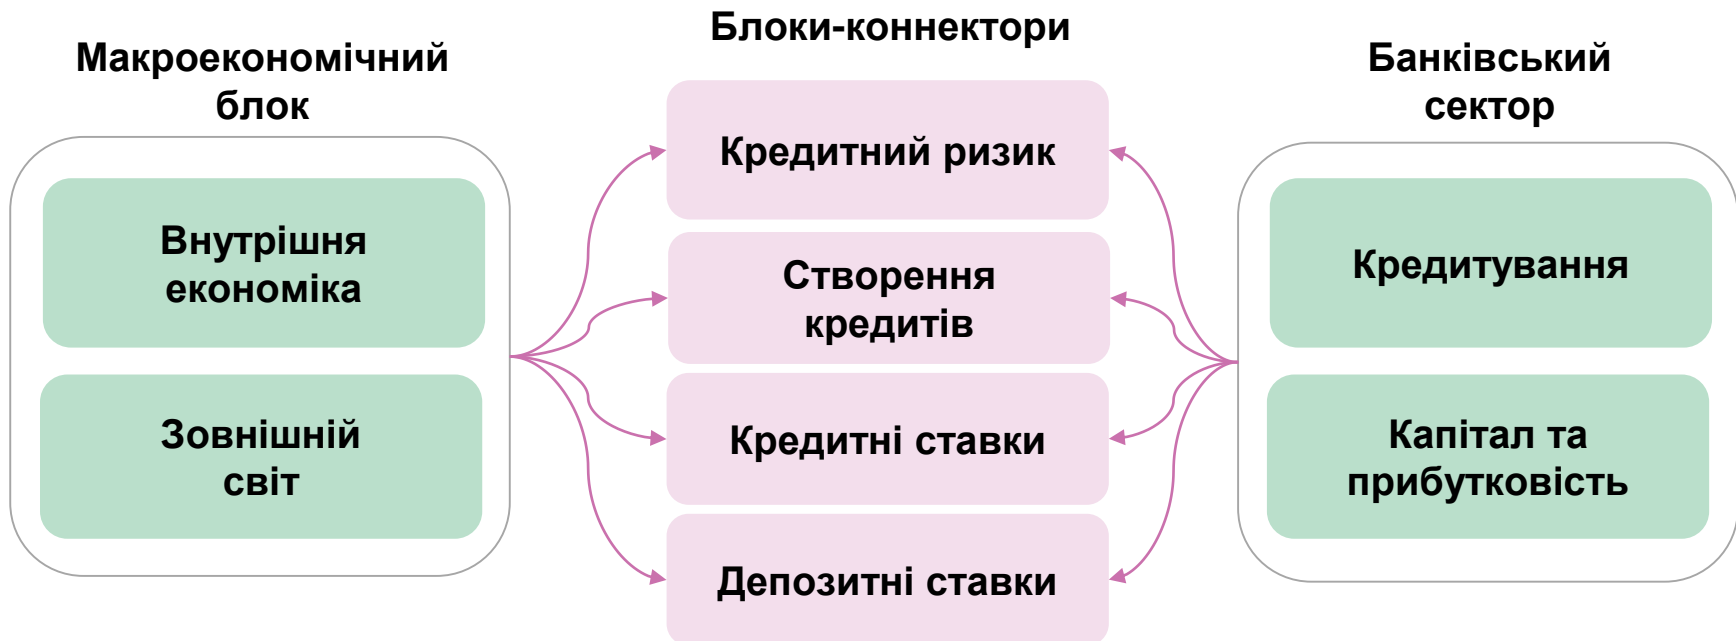 Макроекономічний
блок
Внутрішня
економіка
Зовнішній
світ
Блоки-коннектори
Кредитний ризик
Створення
кредитів
Кредитні ставки
Депозитні ставки
Банківський
сектор
Кредитування
Капітал та
прибутковість